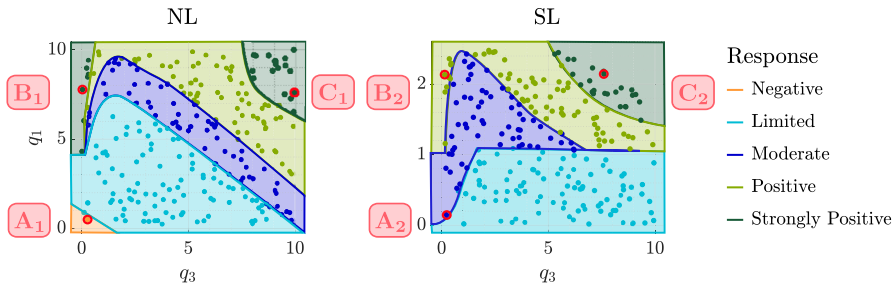 NL
SL
10
5
0
q₁
0
5
10
q₃
B₁
C₁
A₁
2
1
0
0
5
10
q₃
B₂
C₂
A₂
Response
Negative
Limited
Moderate
Positive
Strongly Positive